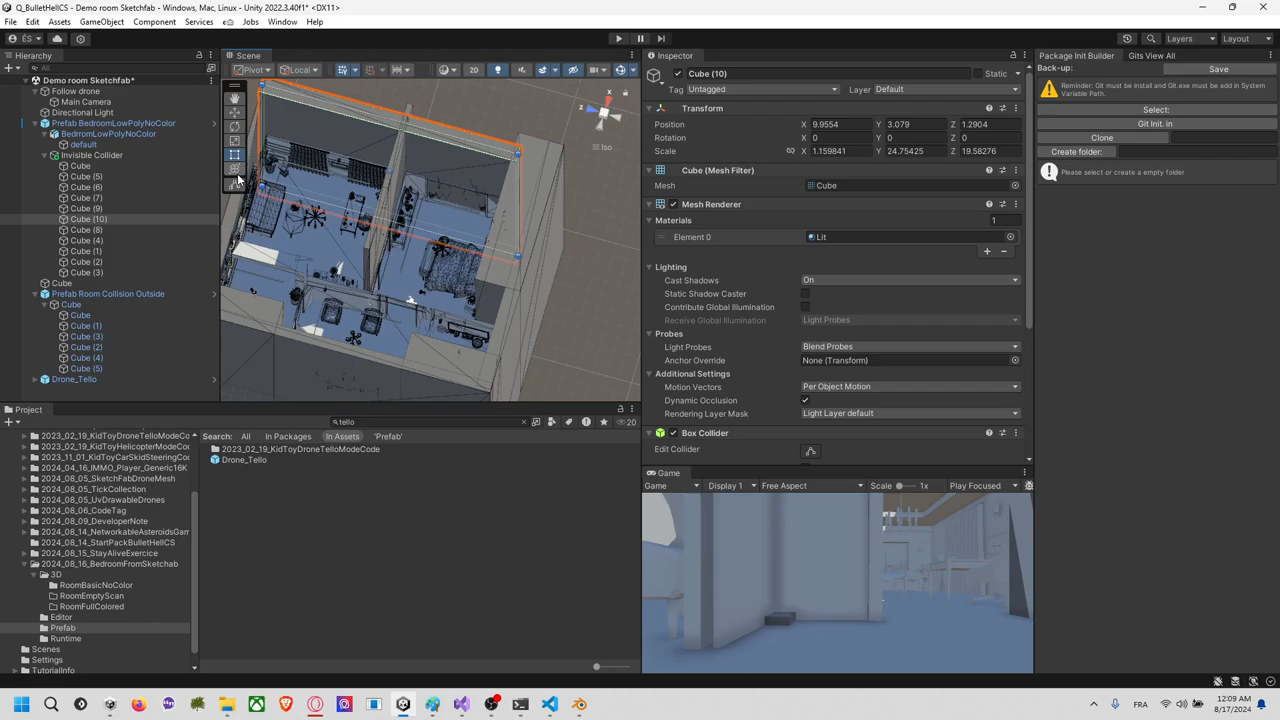 Q_BulletHellCS - Windows, Mac, Linux - Unity 2022.3.40f1* <DX11>
File Edit Assets GameObject Component Services Jobs Window Help
ÉS Layers Layout
Hierarchy
All
Demo room Sketchfab*
Follow drone
Main Camera
Directional Light
Prefab BedroomLowPolyNoColor
BedrromLowPolyNoColor
default
Invisible Collider
Cube
Cube (5)
Cube (6)
Cube (7)
Cube (9)
Cube (10)
Cube (8)
Cube (4)
Cube (1)
Cube (2)
Cube (3)
Cube
Prefab Room Collision Outside
Cube
Cube
Cube (1)
Cube (3)
Cube (2)
Cube (4)
Cube (5)
Drone_Tello
Scene
Pivot Local 2D
x
z
Iso
Inspector
Cube (10) Static
Tag Untagged Layer Default
Transform
Position X 9.9554 Y 3.079 Z 1.2904
Rotation X 0 Y 0 Z 0
Scale X 1.159841 Y 24.75425 Z 19.58276
Cube (Mesh Filter)
Mesh Cube
Mesh Renderer
Materials 1
Element 0 Lit
Lighting
Cast Shadows On
Static Shadow Caster
Contribute Global Illumination
Receive Global Illumination Light Probes
Probes
Light Probes Blend Probes
Anchor Override None (Transform)
Additional Settings
Motion Vectors Per Object Motion
Dynamic Occlusion
Rendering Layer Mask Light Layer default
Box Collider
Edit Collider
Game
Game Display 1 Free Aspect Scale 1x Play Focused
Package Init Builder Gits View All
Back-up: Save
Reminder: Git must be install and Git.exe must be add in System Variable Path.
Select:
Git Init. in
Clone
Create folder:
Please select or create a empty folder
Project
tello
20
2023_02_19_KidToyDroneTelloModeCo
2023_02_19_KidToyHelicopterModeCo
2023_11_01_KidToyCarSkidSteeringCo
2024_04_16_IMMO_Player_Generic16K
2024_08_05_SketchFabDroneMesh
2024_08_05_TickCollection
2024_08_05_UvDrawableDrones
2024_08_06_CodeTag
2024_08_09_DeveloperNote
2024_08_14_NetworkableAsteroidsGam
2024_08_14_StartPackBulletHellCS
2024_08_15_StayAliveExercice
2024_08_16_BedroomFromSketchab
3D
RoomBasicNoColor
RoomEmptyScan
RoomFullColored
Editor
Prefab
Runtime
Scenes
Settings
TutorialInfo
Search: All In Packages In Assets 'Prefab'
2023_02_19_KidToyDroneTelloModeCode
Drone_Tello
FRA
12:09 AM
8/17/2024